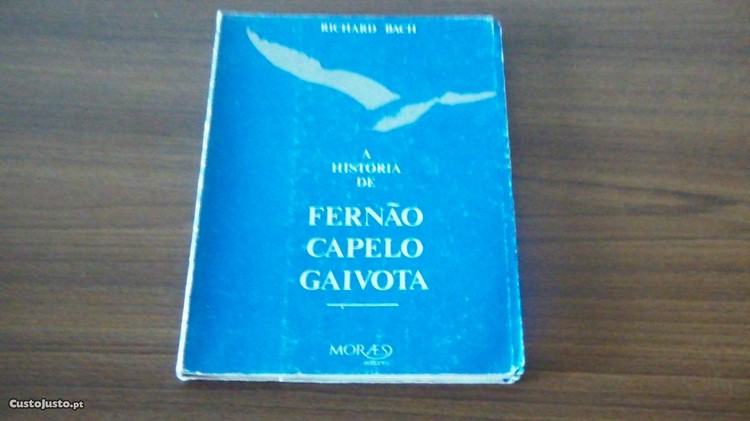 RICHARD BACH
A
HISTÓRIA
DE
FERNÃO
CAPELO
GAIVOTA
MORÆS
CustoJusto.pt